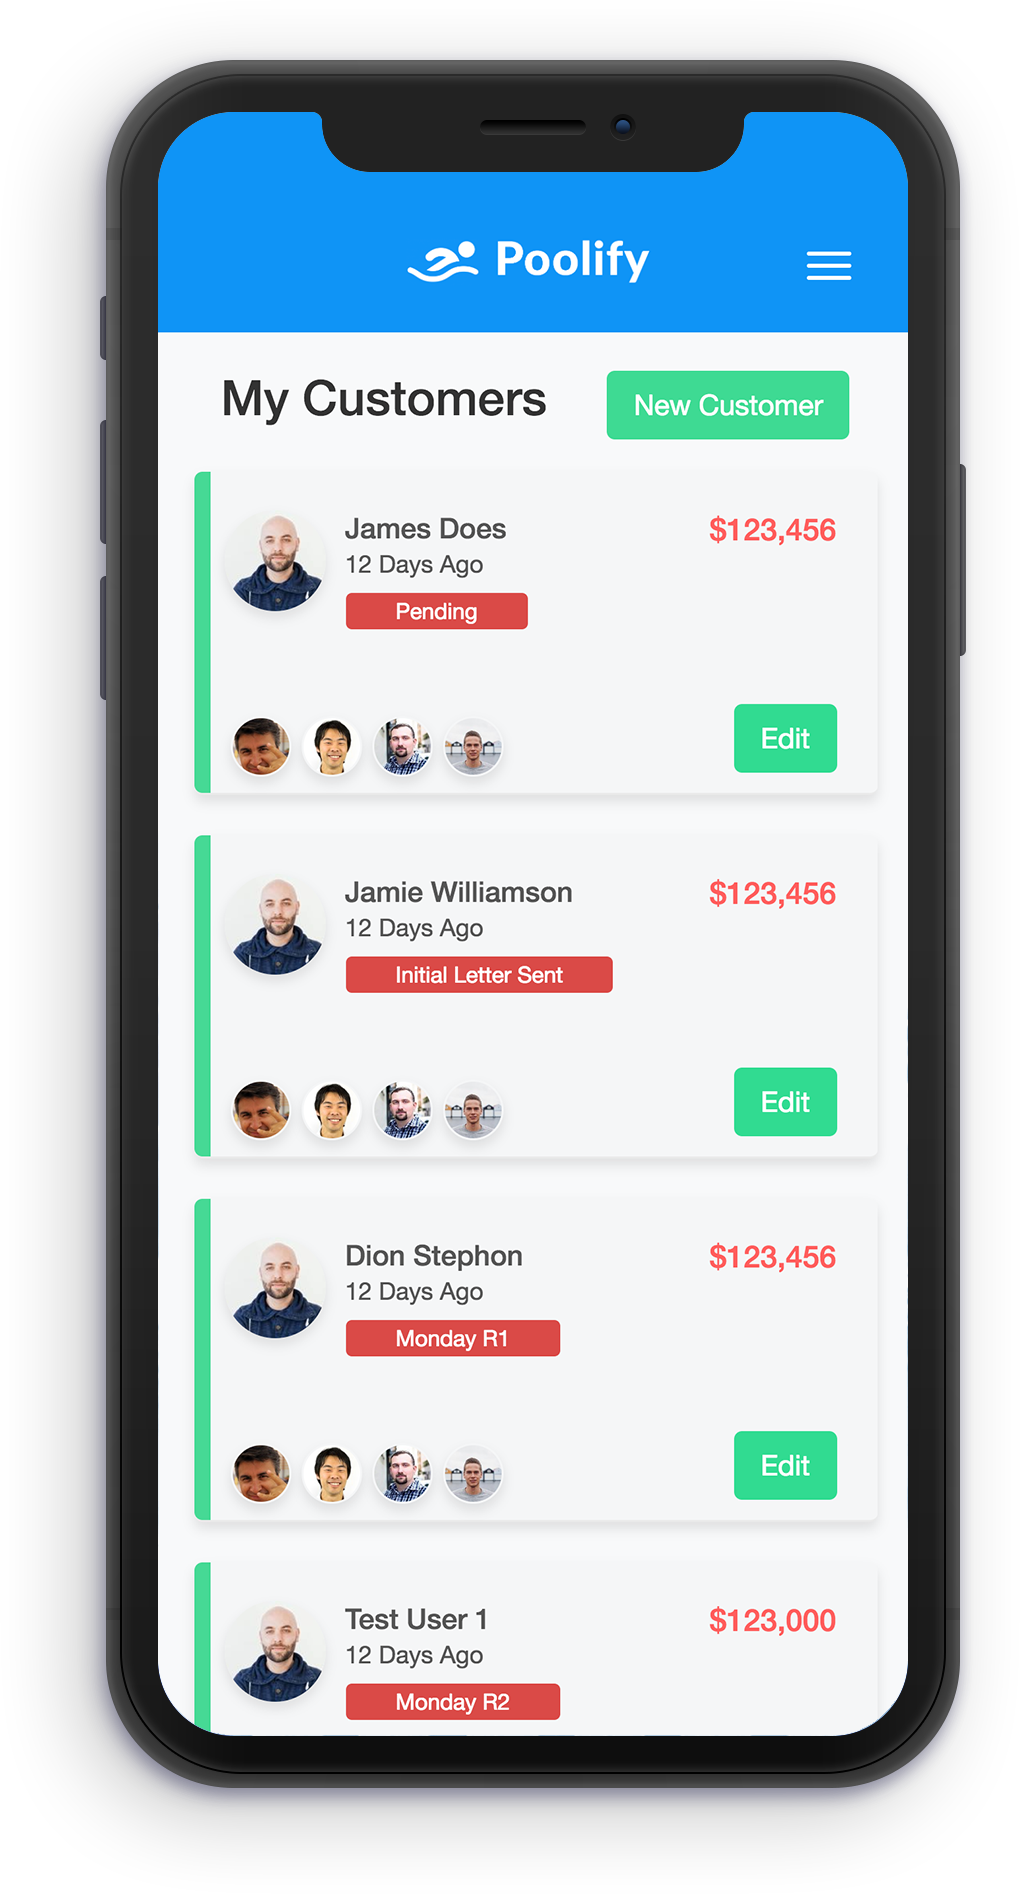 Poolify
My Customers
New Customer
James Does
$123,456
12 Days Ago
Pending
Edit
Jamie Williamson
$123,456
12 Days Ago
Initial Letter Sent
Edit
Dion Stephon
$123,456
12 Days Ago
Monday R1
Edit
Test User 1
$123,000
12 Days Ago
Monday R2